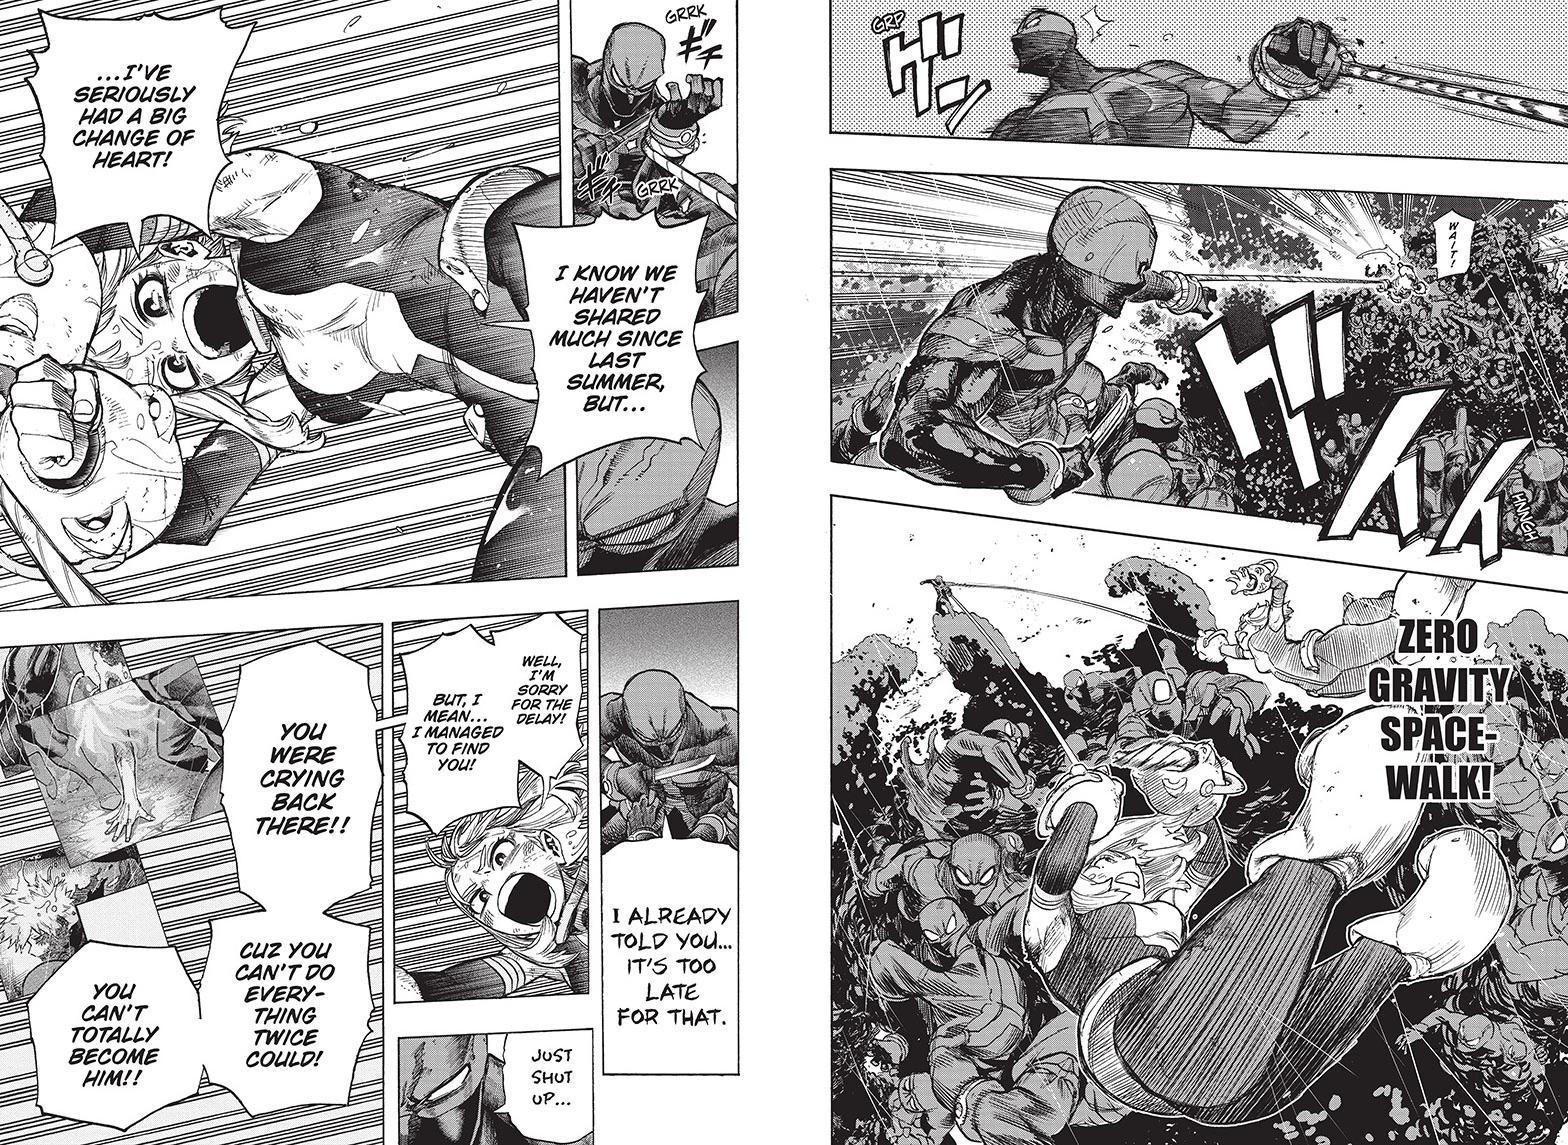 GRP
グン
WAIT!
HNNGH
ZERO
GRAVITY
SPACE-
WALK!
GRRK
ギチ
ギチ
GRRK
I KNOW WE
HAVEN'T
SHARED
MUCH SINCE
LAST
SUMMER,
BUT...
...I'VE
SERIOUSLY
HAD A BIG
CHANGE OF
HEART!
I ALREADY
TOLD YOU...
IT'S TOO
LATE
FOR THAT.
WELL,
I'M
SORRY
FOR THE
DELAY!
BUT, I
MEAN...
I MANAGED
TO FIND
YOU!
JUST
SHUT
UP...
YOU
WERE
CRYING
BACK
THERE!!
CUZ YOU
CAN'T DO
EVERY-
THING
TWICE
COULD!
YOU
CAN'T
TOTALLY
BECOME
HIM!!